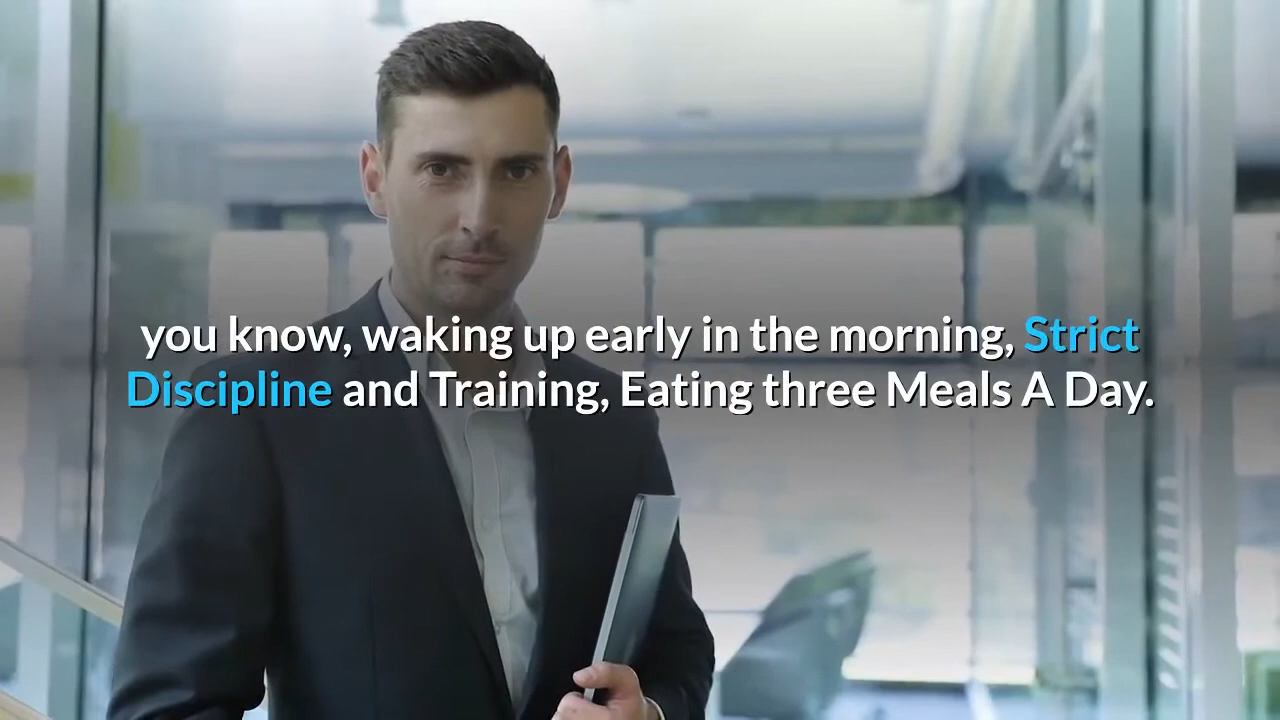 you know, waking up early in the morning, Strict
Discipline and Training, Eating three Meals A Day.